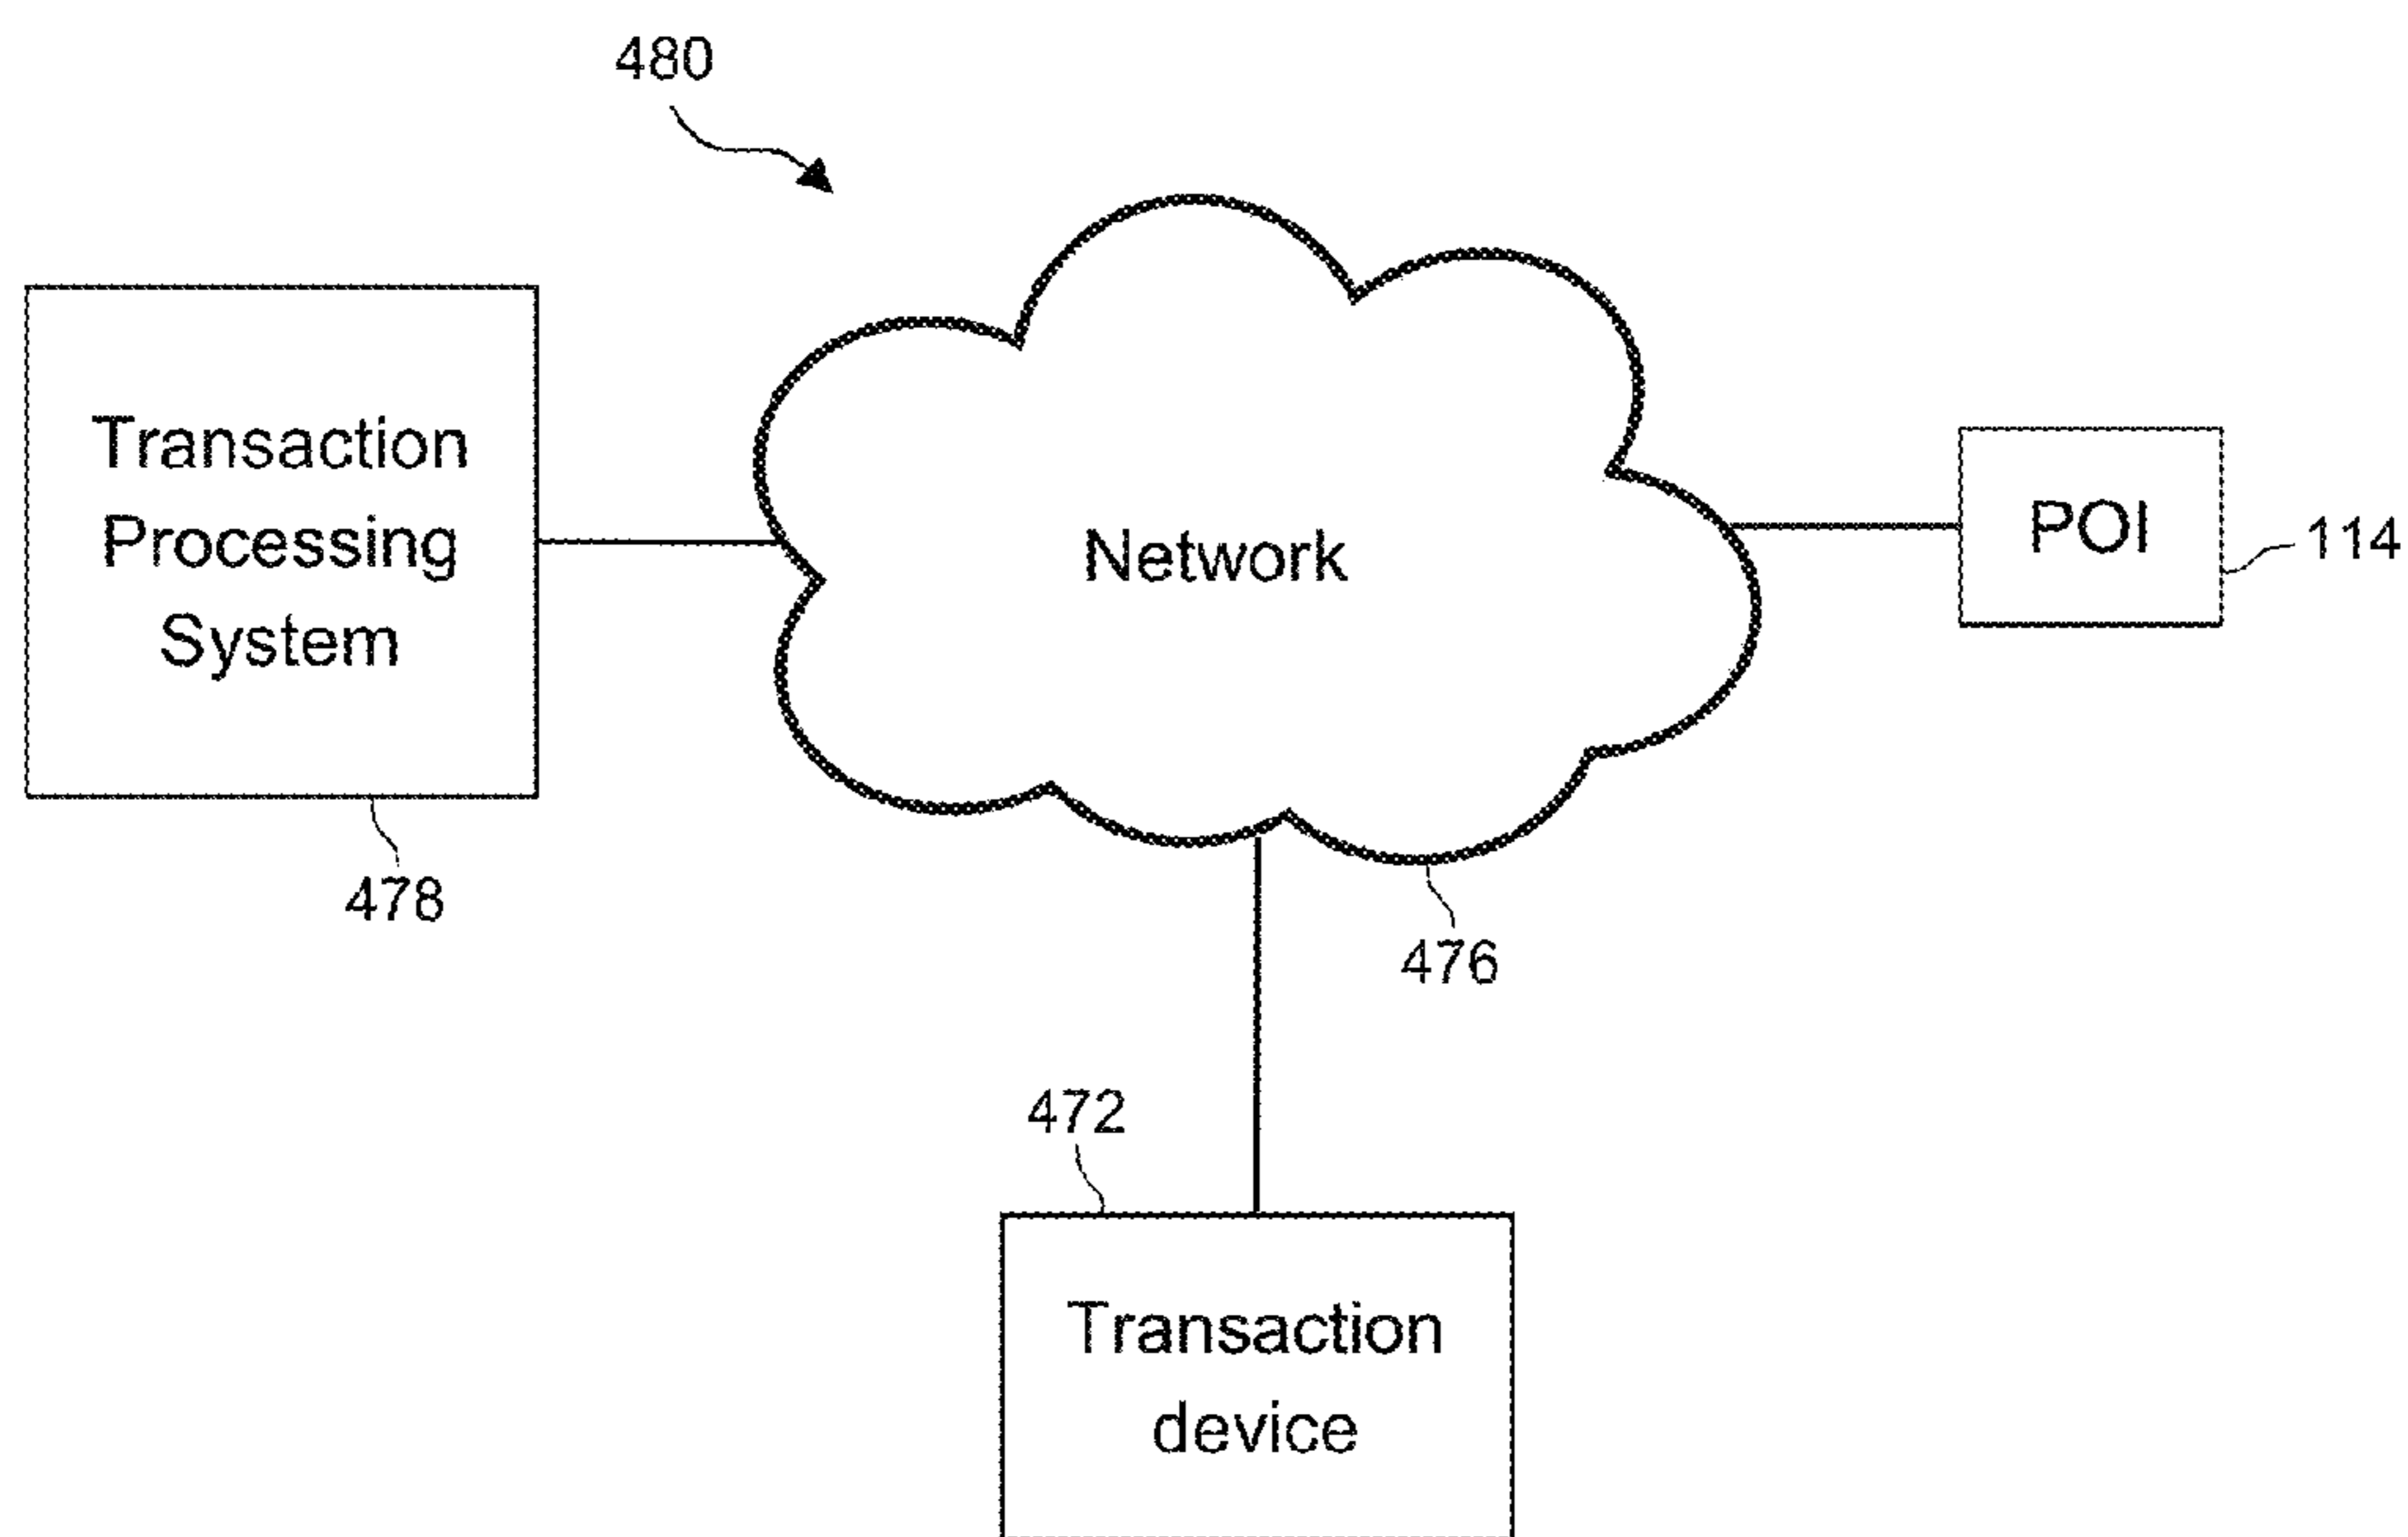 480
Transaction
Processing
System
Network
POI
114
478
476
472
Transaction
device